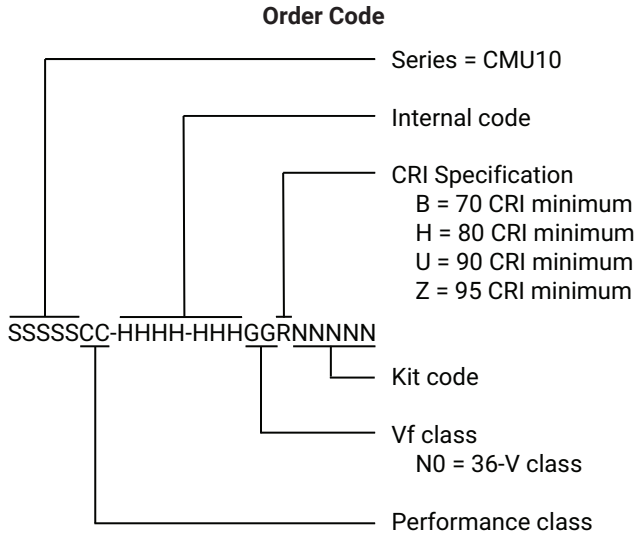 Order Code
Series = CMU10
Internal code
CRI Specification
B = 70 CRI minimum
H = 80 CRI minimum
U = 90 CRI minimum
Z = 95 CRI minimum
SSSSSCC-HHHH-HHHGGRNNNNN
Kit code
Vf class
N0 = 36-V class
Performance class